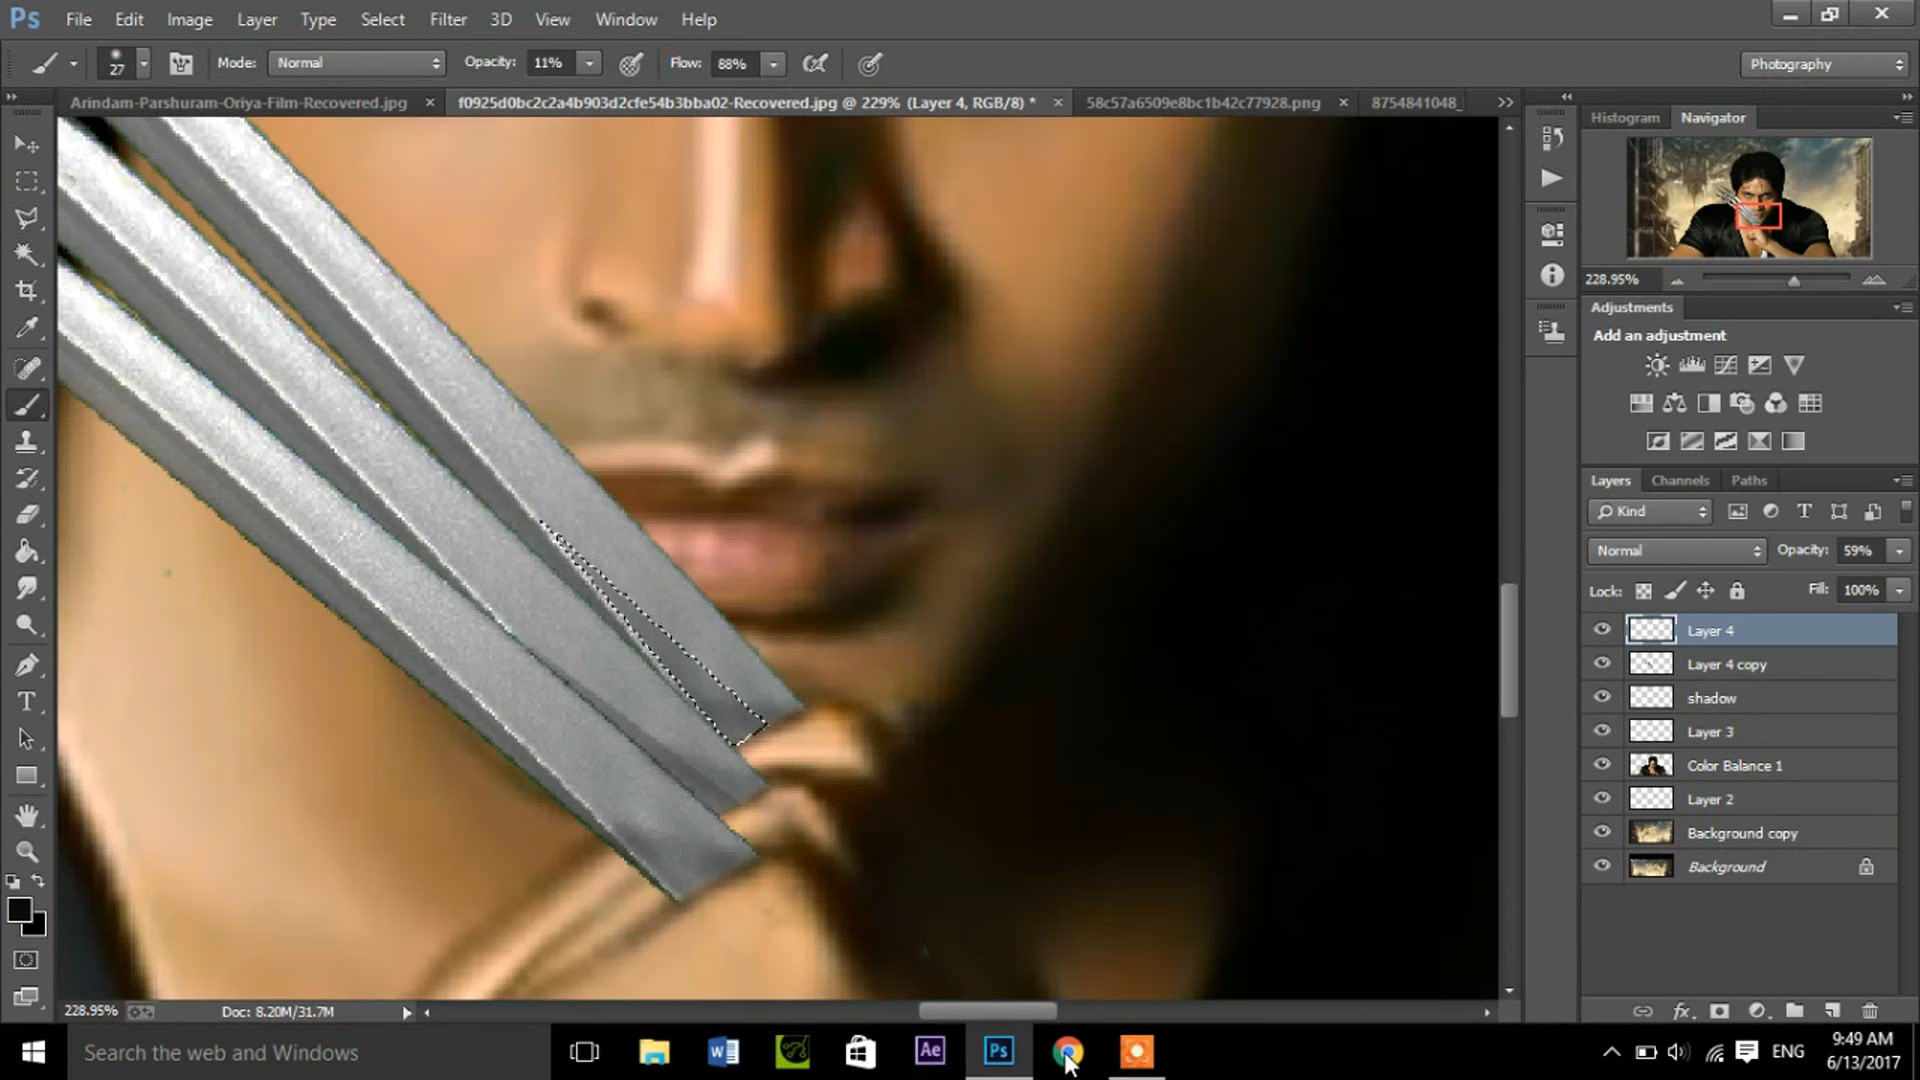 Ps File Edit Image Layer Type Select Filter 3D View Window Help
27 Mode: Normal Opacity: 11% Flow: 88% Photography
Arindam-Parshuram-Oriya-Film-Recovered.jpg × f0925d0bc2c2a4b903d2cfe54b3bba02-Recovered.jpg @ 229% (Layer 4, RGB/8) * × 58c57a6509e8bc1b42c77928.png × 8754841048_
Histogram Navigator
228.95%
Adjustments
Add an adjustment
Layers Channels Paths
Kind
Normal Opacity: 59%
Lock: Fill: 100%
Layer 4
Layer 4 copy
shadow
Layer 3
Color Balance 1
Layer 2
Background copy
Background
228.95% Doc: 8.20M/31.7M
Search the web and Windows
Ae Ps
ENG
9:49 AM
6/13/2017